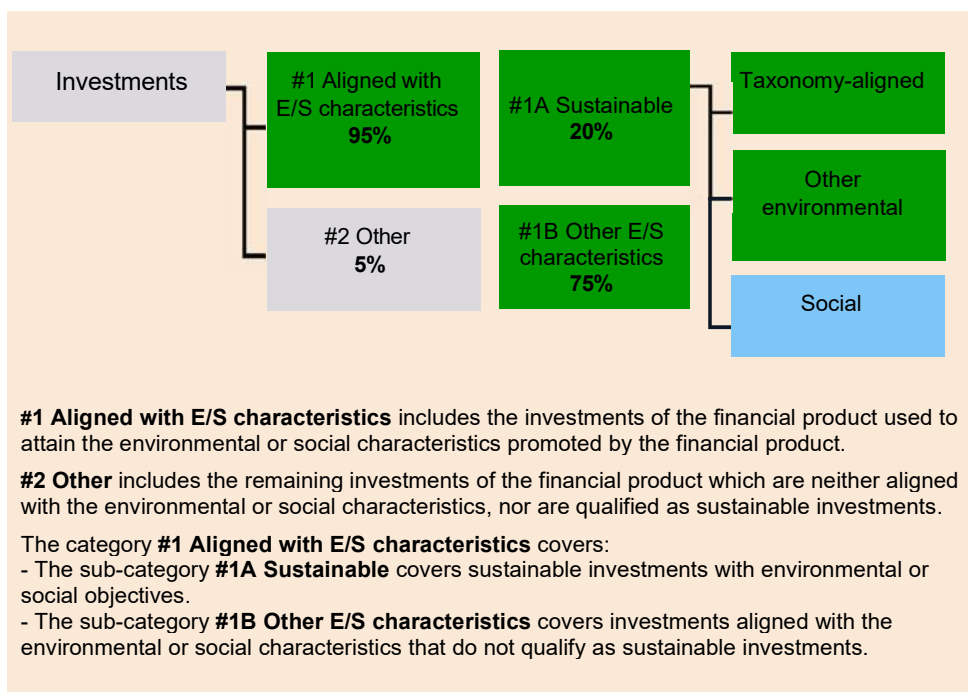 Investments
#1 Aligned with
E/S characteristics
95%
#2 Other
5%
#1A Sustainable
20%
#1B Other E/S
characteristics
75%
Taxonomy-aligned
Other
environmental
Social
#1 Aligned with E/S characteristics includes the investments of the financial product used to
attain the environmental or social characteristics promoted by the financial product.
#2 Other includes the remaining investments of the financial product which are neither aligned
with the environmental or social characteristics, nor are qualified as sustainable investments.
The category #1 Aligned with E/S characteristics covers:
- The sub-category #1A Sustainable covers sustainable investments with environmental or
social objectives.
- The sub-category #1B Other E/S characteristics covers investments aligned with the
environmental or social characteristics that do not qualify as sustainable investments.